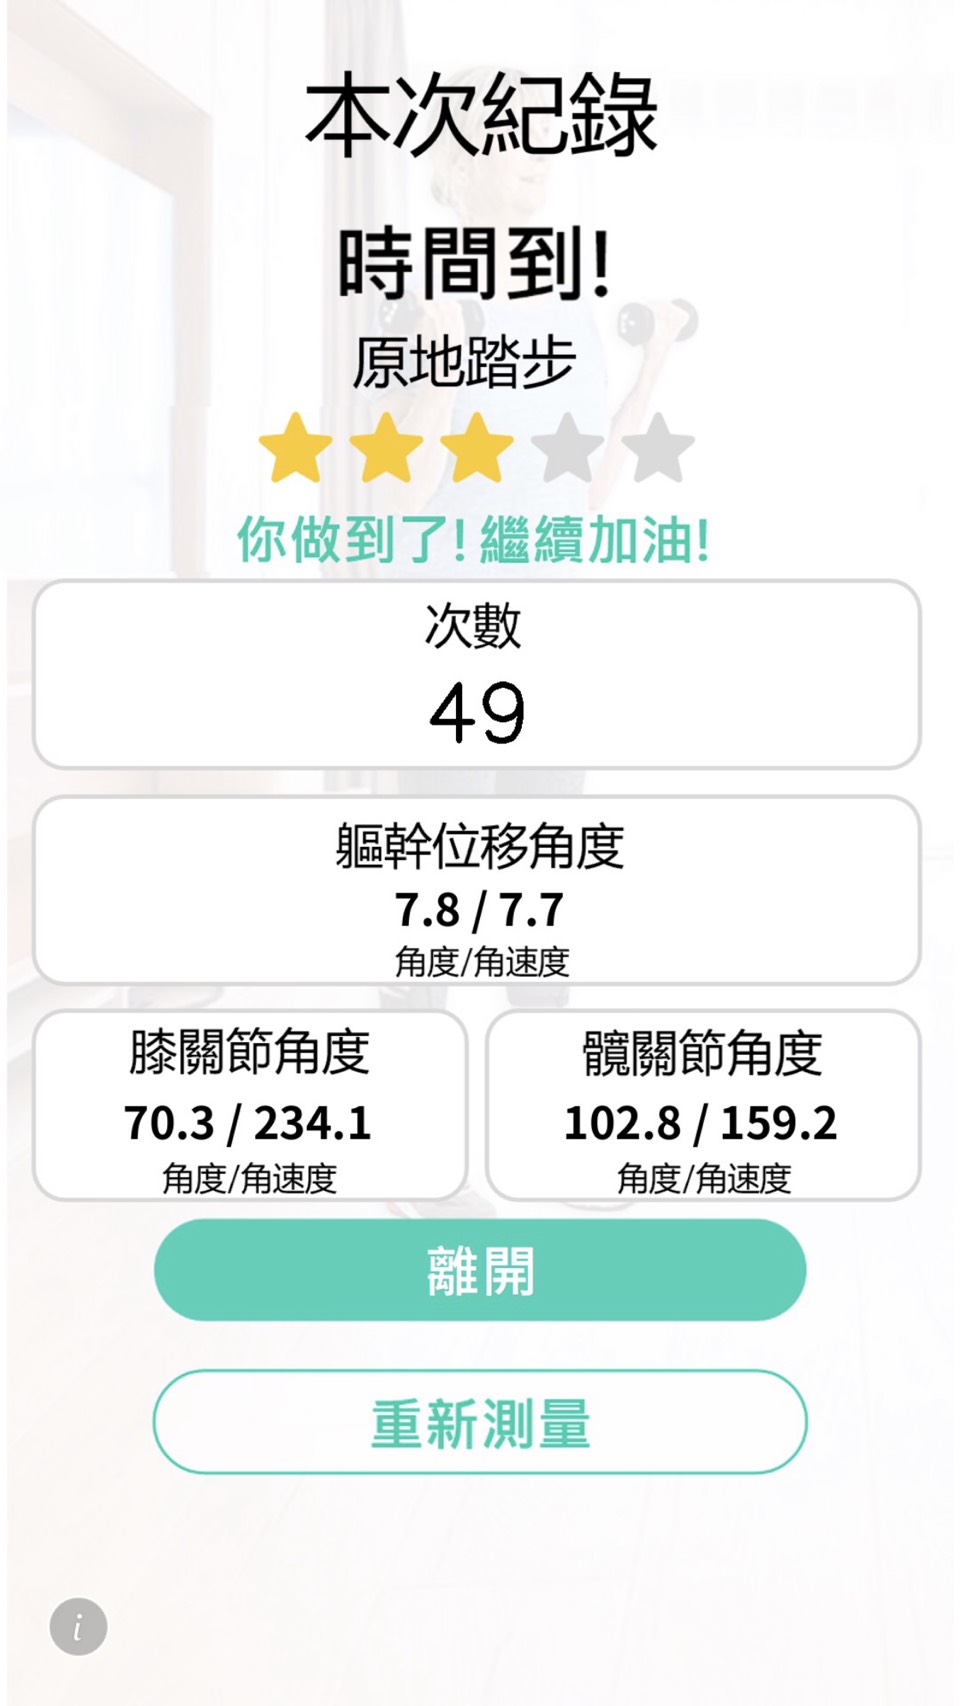 本次紀錄
時間到!
原地踏步
你做到了!繼續加油!
次數
49
軀幹位移角度
7.8 / 7.7
角度/角速度
膝關節角度
70.3 / 234.1
角度/角速度
髖關節角度
102.8 / 159.2
角度/角速度
離開
重新測量
i